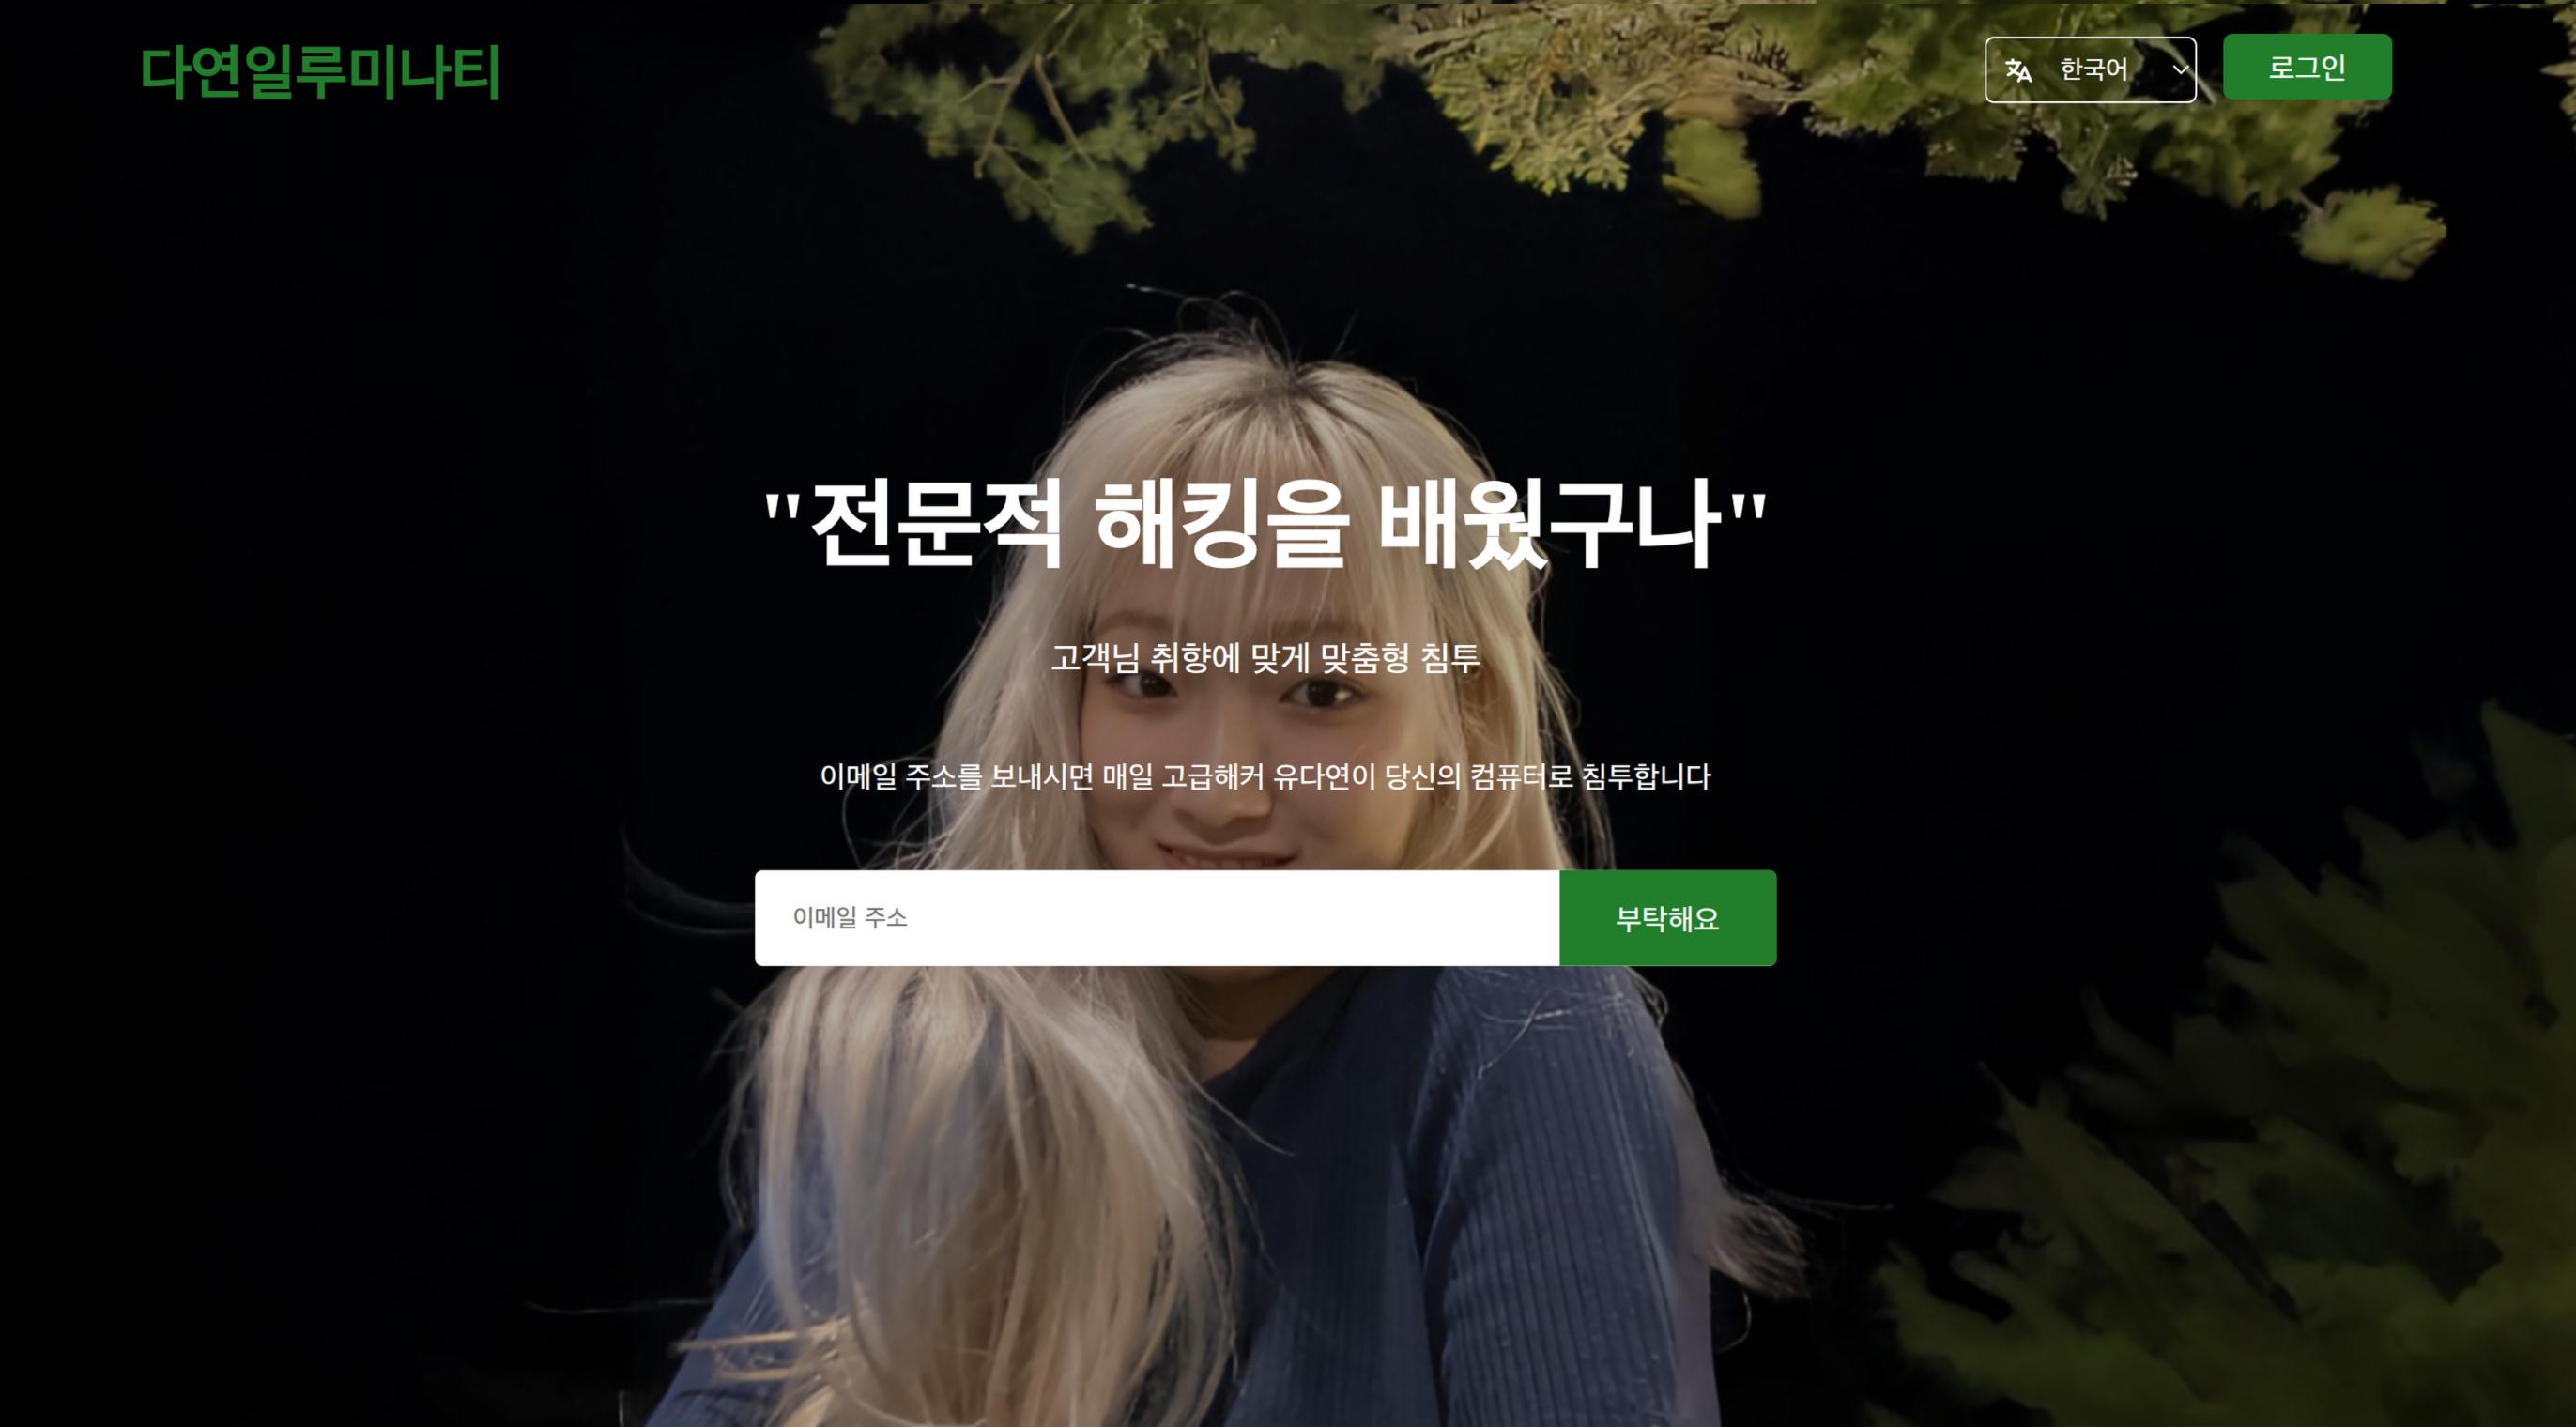 다연일루미나티
한국어
로그인
"전문적 해킹을 배웠구나"
고객님 취향에 맞게 맞춤형 침투
이메일 주소를 보내시면 매일 고급해커 유다연이 당신의 컴퓨터로 침투합니다
이메일 주소
부탁해요